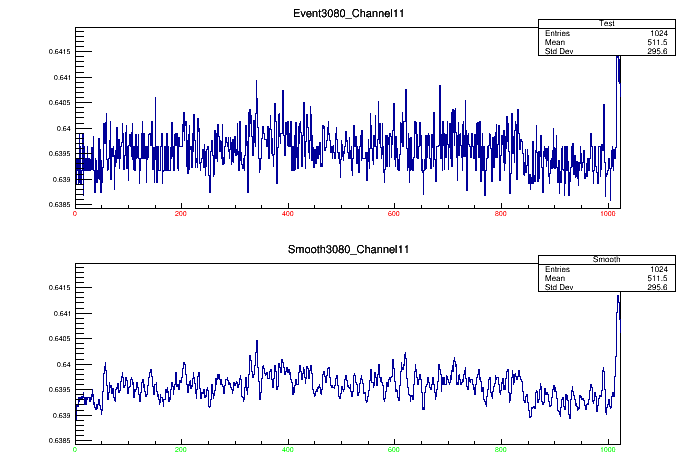 Event3080_Channel11
Test
Entries 1024
Mean 511.5
Std Dev 295.6
0.6415
0.641
0.6405
0.64
0.6395
0.639
0.6385
0 200 400 600 800 1000
Smooth3080_Channel11
Smooth
Entries 1024
Mean 511.5
Std Dev 295.6
0.6415
0.641
0.6405
0.64
0.6395
0.639
0.6385
0 200 400 600 800 1000